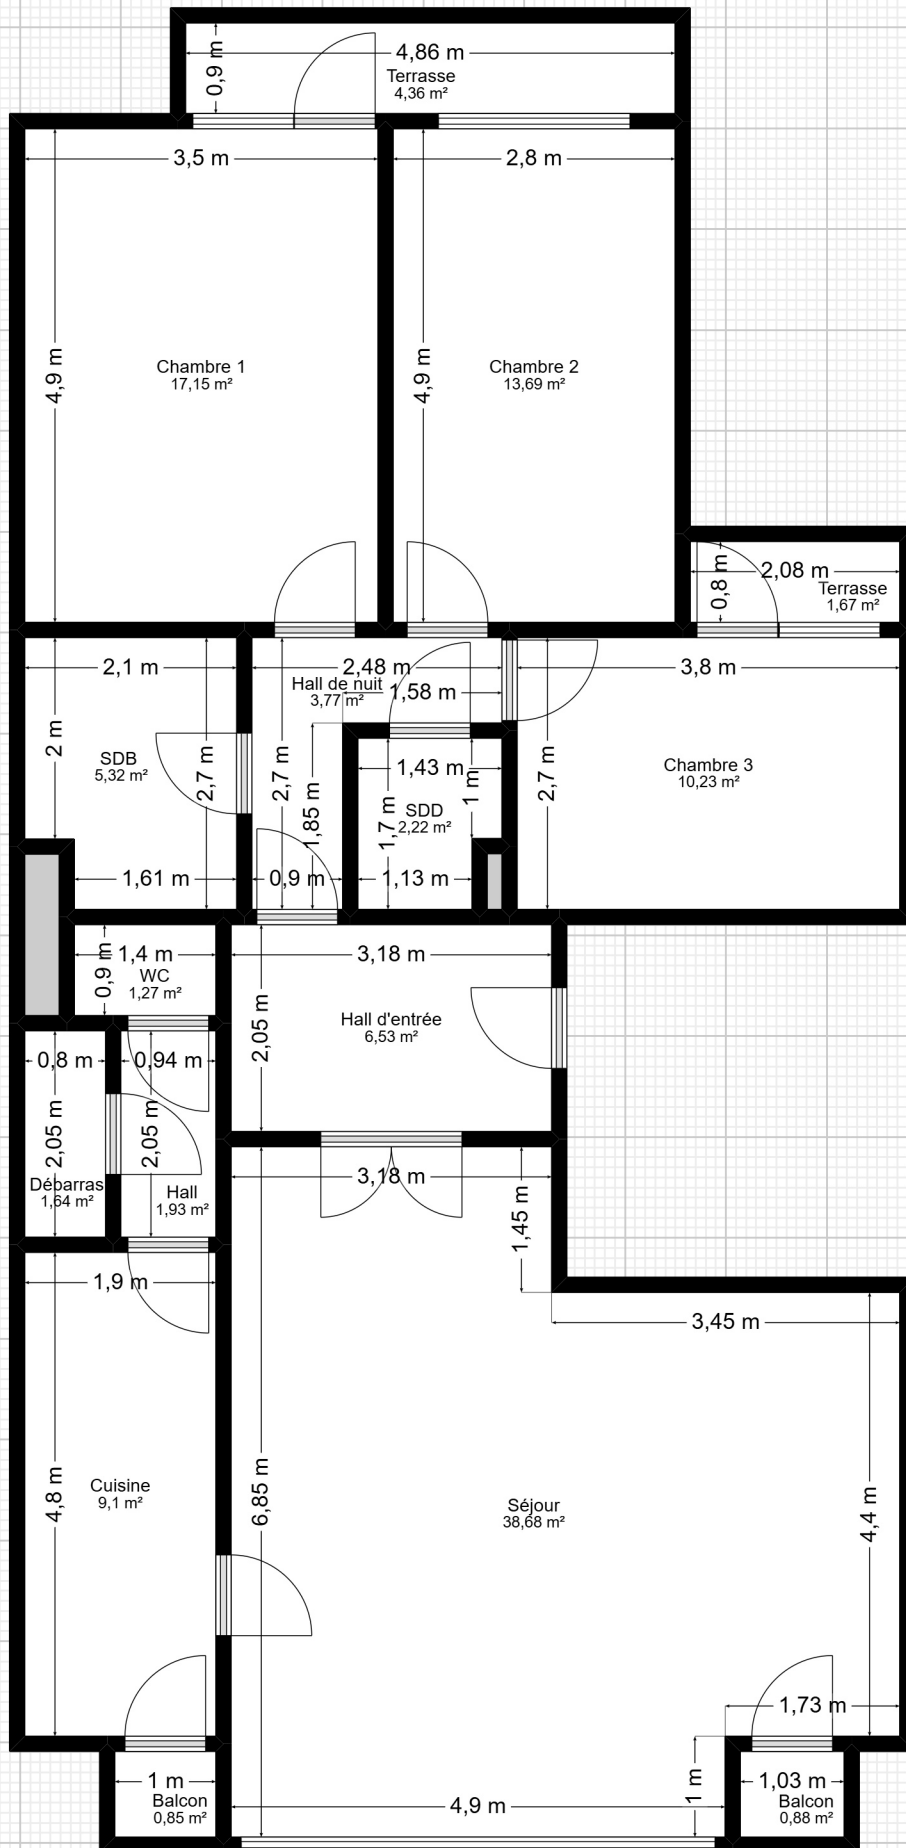 0,9 m
4,86 m
Terrasse
4,36 m²
3,5 m
2,8 m
4,9 m
Chambre 1
17,15 m²
4,9 m
Chambre 2
13,69 m²
0,8 m
2,08 m
Terrasse
1,67 m²
2,1 m
2,48 m
3,8 m
Hall de nuit
3,77 m²
1,58 m
2 m
SDB
5,32 m²
2,7 m
2,7 m
1,85 m
1,43 m
1,7 m
1 m
SDD
2,22 m²
2,7 m
Chambre 3
10,23 m²
1,61 m
0,9 m
1,13 m
0,9 m
1,4 m
WC
1,27 m²
3,18 m
2,05 m
Hall d'entrée
6,53 m²
0,8 m
0,94 m
2,05 m
2,05 m
Débarras
1,64 m²
Hall
1,93 m²
3,18 m
1,45 m
1,9 m
3,45 m
4,8 m
Cuisine
9,1 m²
6,85 m
Séjour
38,68 m²
4,4 m
1,73 m
1 m
Balcon
0,85 m²
4,9 m
1 m
1,03 m
Balcon
0,88 m²